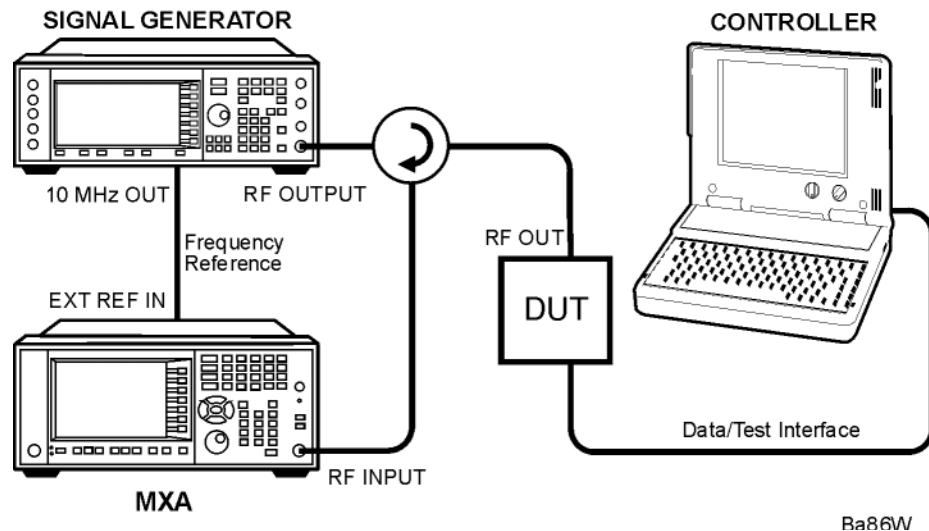 SIGNAL GENERATOR
CONTROLLER
10 MHz OUT
RF OUTPUT
Frequency
Reference
RF OUT
EXT REF IN
DUT
Data/Test Interface
RF INPUT
MXA
Ba86W